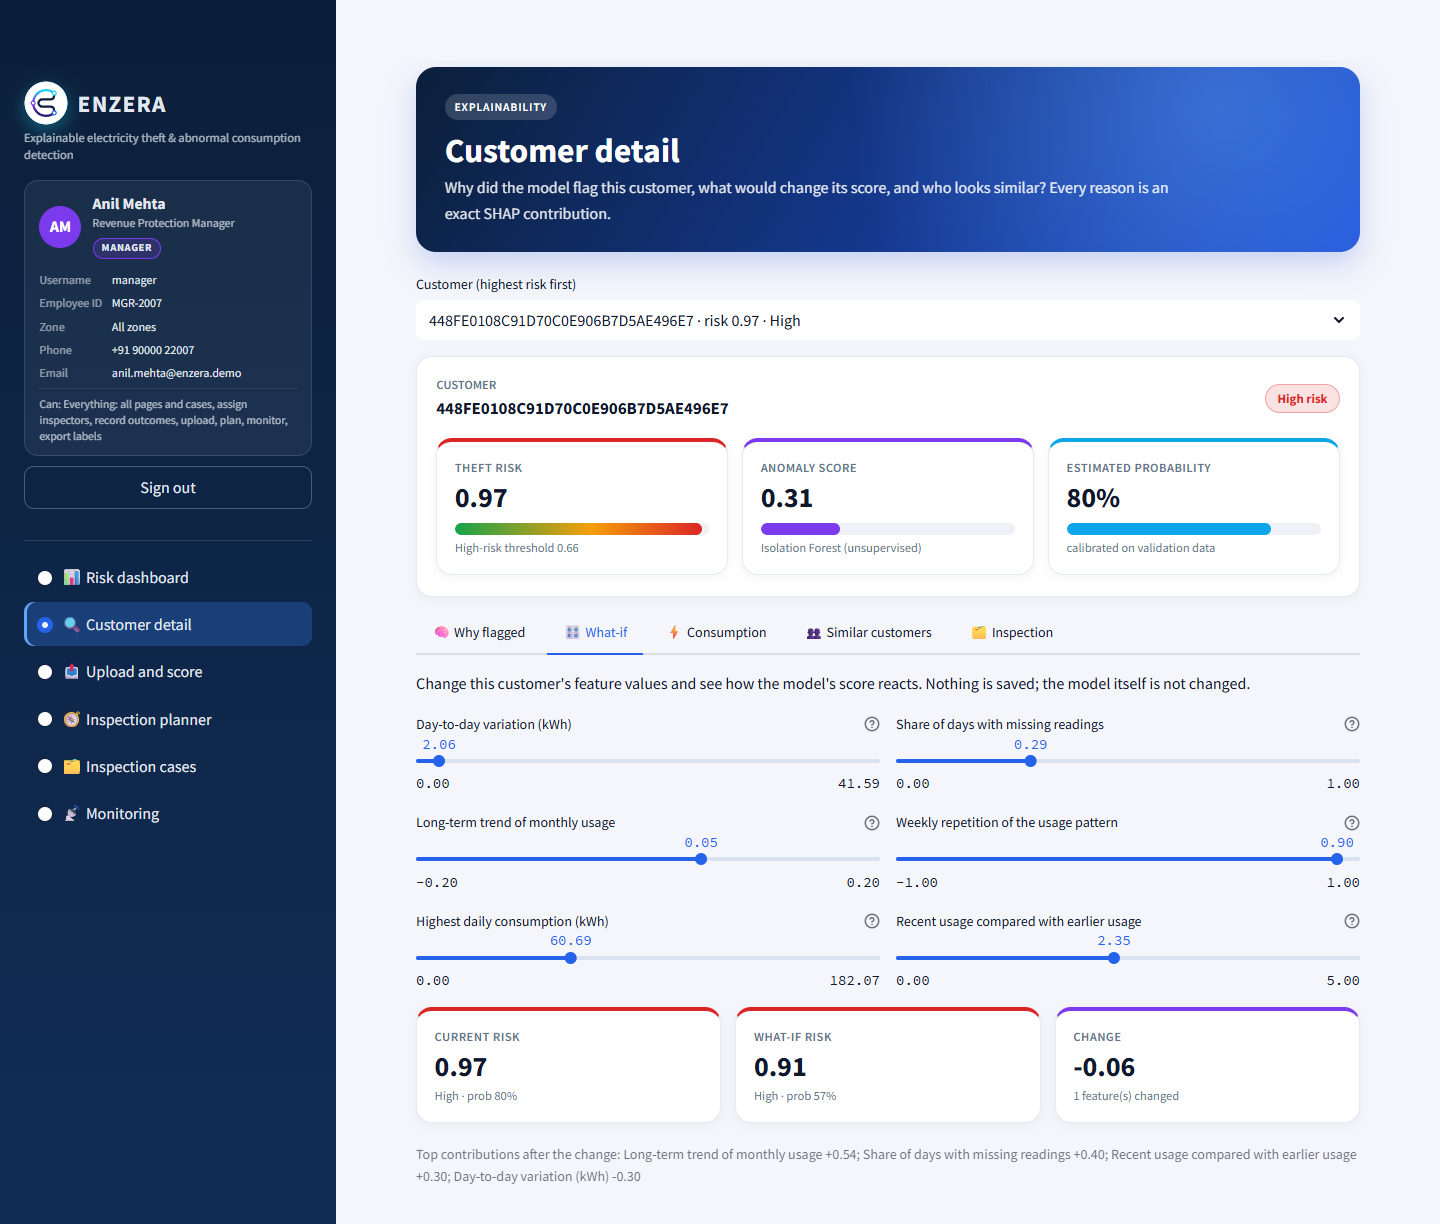 ENZERA
Explainable electricity theft & abnormal consumption
detection
AM
Anil Mehta
Revenue Protection Manager
MANAGER
Username manager
Employee ID MGR-2007
Zone All zones
Phone +91 90000 22007
Email anil.mehta@enzera.demo
Can: Everything: all pages and cases, assign
inspectors, record outcomes, upload, plan, monitor,
export labels
Sign out
Risk dashboard
Customer detail
Upload and score
Inspection planner
Inspection cases
Monitoring
EXPLAINABILITY
Customer detail
Why did the model flag this customer, what would change its score, and who looks similar? Every reason is an
exact SHAP contribution.
Customer (highest risk first)
448FE0108C91D70C0E906B7D5AE496E7 · risk 0.97 · High
CUSTOMER
448FE0108C91D70C0E906B7D5AE496E7
High risk
THEFT RISK
0.97
High-risk threshold 0.66
ANOMALY SCORE
0.31
Isolation Forest (unsupervised)
ESTIMATED PROBABILITY
80%
calibrated on validation data
Why flagged What-if Consumption Similar customers Inspection
Change this customer's feature values and see how the model's score reacts. Nothing is saved; the model itself is not changed.
Day-to-day variation (kWh)
2.06
0.00 41.59
Share of days with missing readings
0.29
0.00 1.00
Long-term trend of monthly usage
0.05
-0.20 0.20
Weekly repetition of the usage pattern
0.90
-1.00 1.00
Highest daily consumption (kWh)
60.69
0.00 182.07
Recent usage compared with earlier usage
2.35
0.00 5.00
CURRENT RISK
0.97
High · prob 80%
WHAT-IF RISK
0.91
High · prob 57%
CHANGE
-0.06
1 feature(s) changed
Top contributions after the change: Long-term trend of monthly usage +0.54; Share of days with missing readings +0.40; Recent usage compared with earlier usage
+0.30; Day-to-day variation (kWh) -0.30